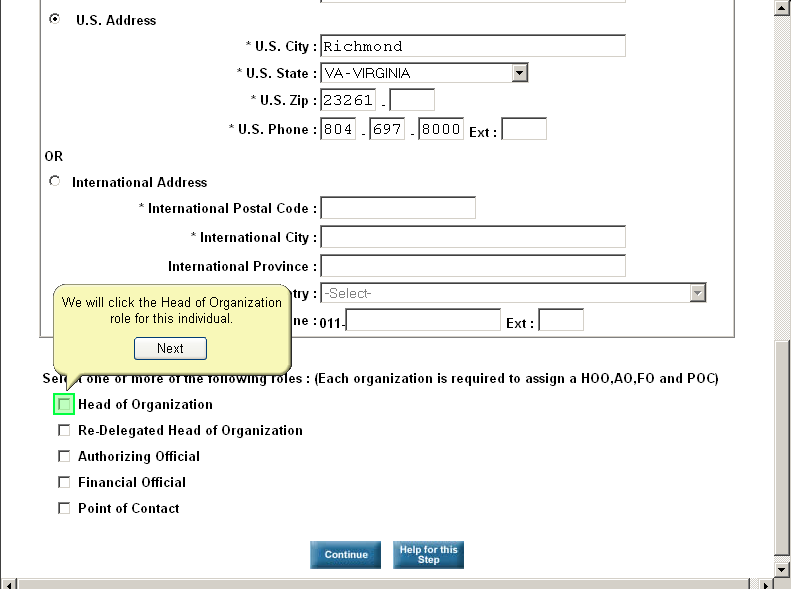 U.S. Address
* U.S. City : Richmond
* U.S. State : VA - VIRGINIA
* U.S. Zip : 23261 -
* U.S. Phone : 804 - 697 - 8000 Ext :
OR
International Address
* International Postal Code :
* International City :
International Province :
try : -Select-
ne : 011-
Ext :
We will click the Head of Organization
role for this individual.
Next
Select one or more of the following roles : (Each organization is required to assign a HOO,AO,FO and POC)
Head of Organization
Re-Delegated Head of Organization
Authorizing Official
Financial Official
Point of Contact
Continue
Help for this
Step